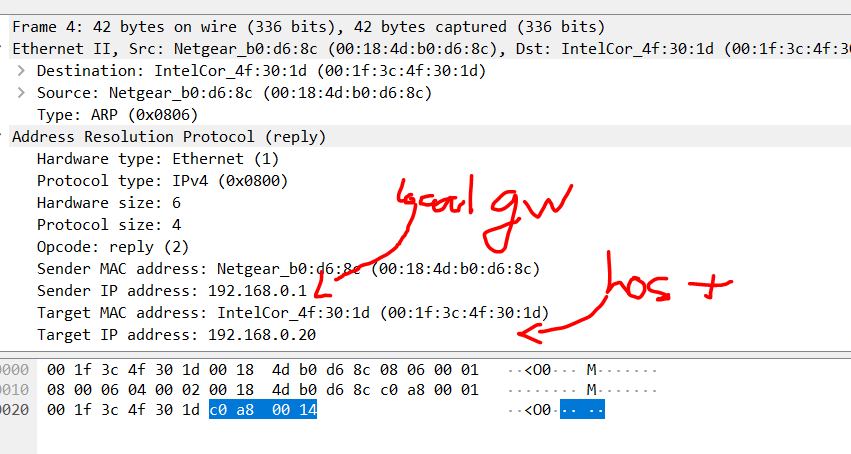 Frame 4: 42 bytes on wire (336 bits), 42 bytes captured (336 bits)
Ethernet II, Src: Netgear_b0:d6:8c (00:18:4d:b0:d6:8c), Dst: IntelCor_4f:30:1d (00:1f:3c:4f:30
> Destination: IntelCor_4f:30:1d (00:1f:3c:4f:30:1d)
> Source: Netgear_b0:d6:8c (00:18:4d:b0:d6:8c)
Type: ARP (0x0806)
Address Resolution Protocol (reply)
Hardware type: Ethernet (1)
Protocol type: IPv4 (0x0800)
Hardware size: 6
Protocol size: 4
Opcode: reply (2)
gw
Sender MAC address: Netgear_b0:d6:8c (00:18:4d:b0:d6:8c)
Sender IP address: 192.168.0.1
host
Target MAC address: IntelCor_4f:30:1d (00:1f:3c:4f:30:1d)
Target IP address: 192.168.0.20
0000 00 1f 3c 4f 30 1d 00 18 4d b0 d6 8c 08 06 00 01 ··<O0··· M·······
0010 08 00 06 04 00 02 00 18 4d b0 d6 8c c0 a8 00 01 ········ M·······
0020 00 1f 3c 4f 30 1d c0 a8 00 14 ··<O0··· ··